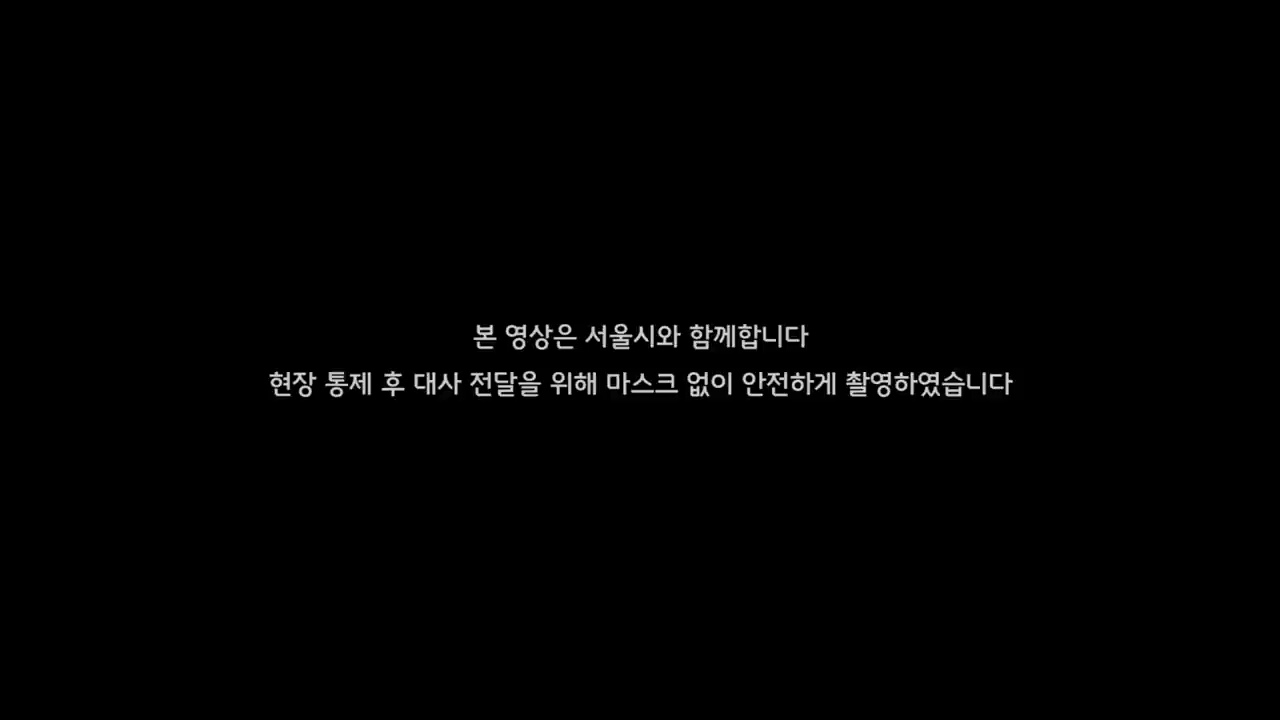 본 영상은 서울시와 함께합니다
현장 통제 후 대사 전달을 위해 마스크 없이 안전하게 촬영하였습니다